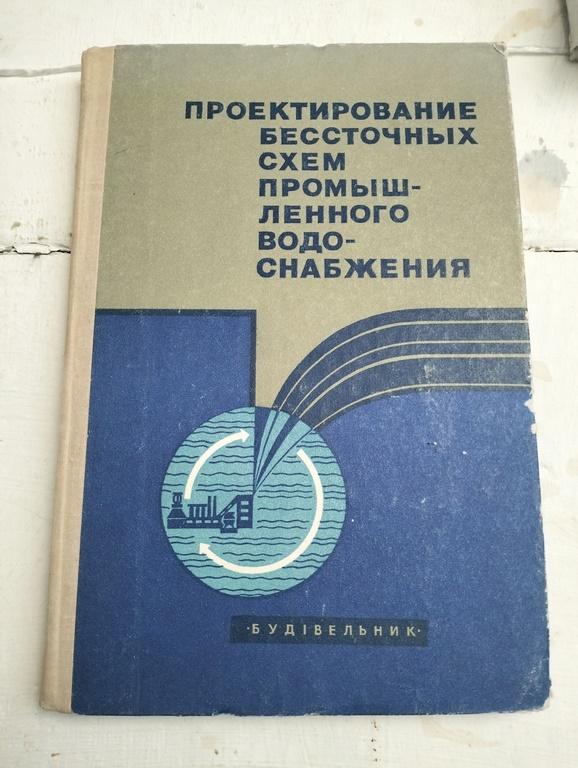 ПРОЕКТИРОВАНИЕ
БЕССТОЧНЫХ
СХЕМ
ПРОМЫШ-
ЛЕННОГО
ВОДО-
СНАБЖЕНИЯ
·БУДІВЕЛЬНИК·